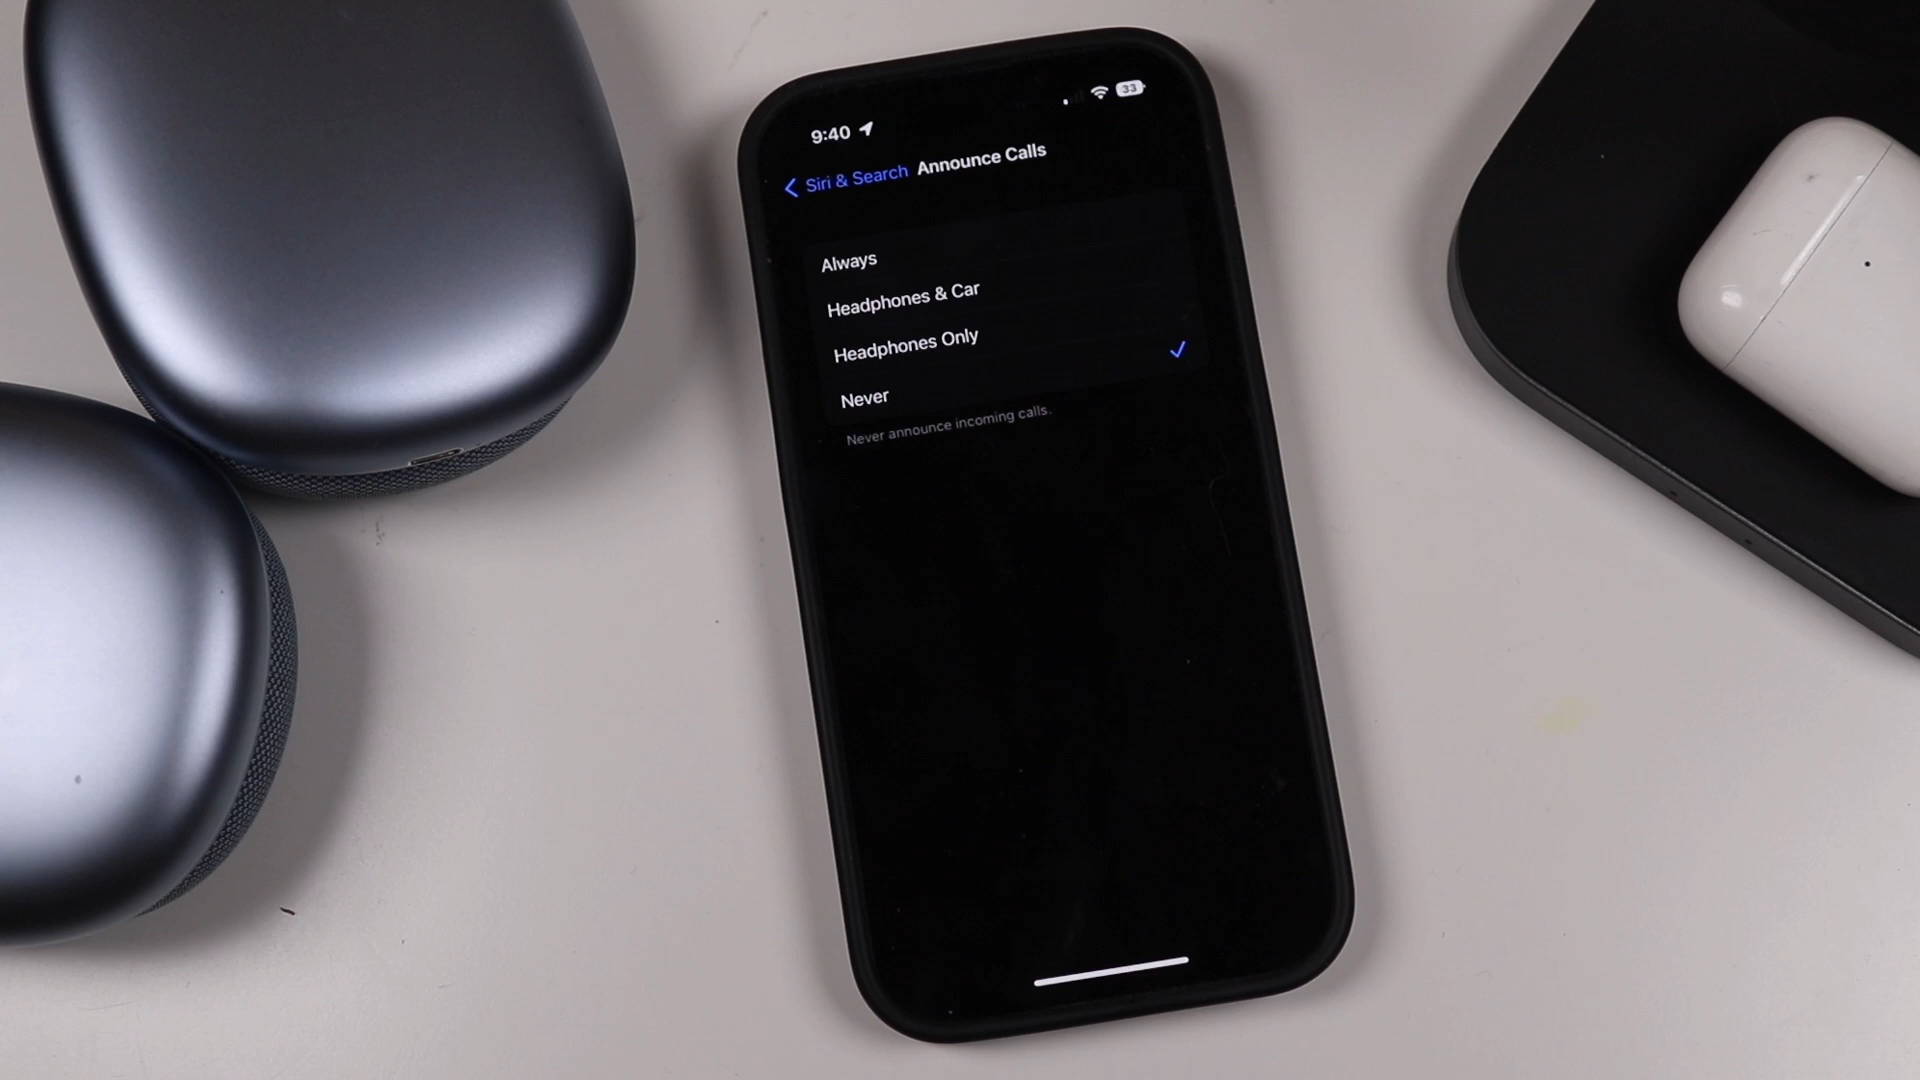 9:40
33
Siri & Search Announce Calls
Always
Headphones & Car
Headphones Only
Never
Never announce incoming calls.